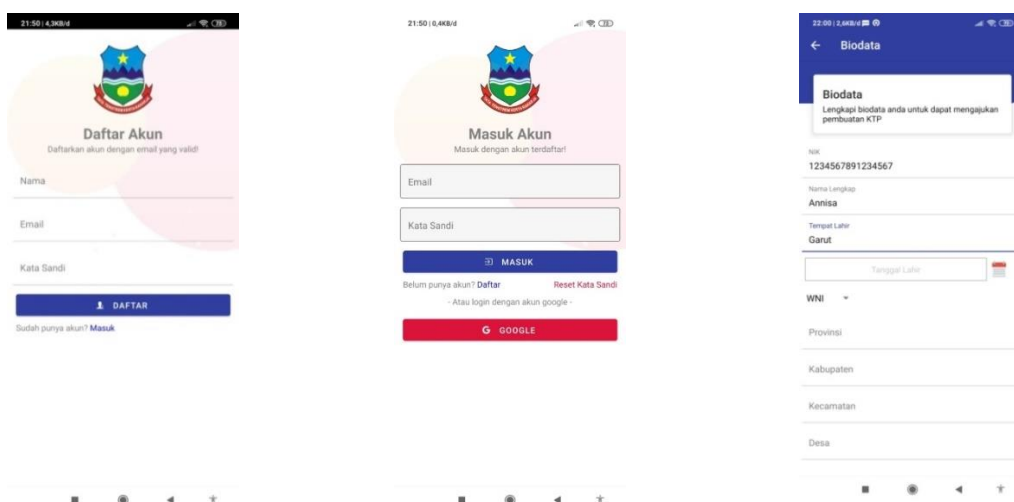 21:50 | 4,3KB/d
Daftar Akun
Daftarkan akun dengan email yang valid!
Nama
Email
Kata Sandi
DAFTAR
Sudah punya akun? Masuk
21:50 | 0,4KB/d
Masuk Akun
Masuk dengan akun terdaftar!
Email
Kata Sandi
MASUK
Belum punya akun? Daftar
Reset Kata Sandi
- Atau login dengan akun google -
G GOOGLE
22:00 | 2,6KB/d
Biodata
Biodata
Lengkapi biodata anda untuk dapat mengajukan
pembuatan KTP
NIK
1234567891234567
Nama Lengkap
Annisa
Tempat Lahir
Garut
Tanggal Lahir
WNI
Provinsi
Kabupaten
Kecamatan
Desa